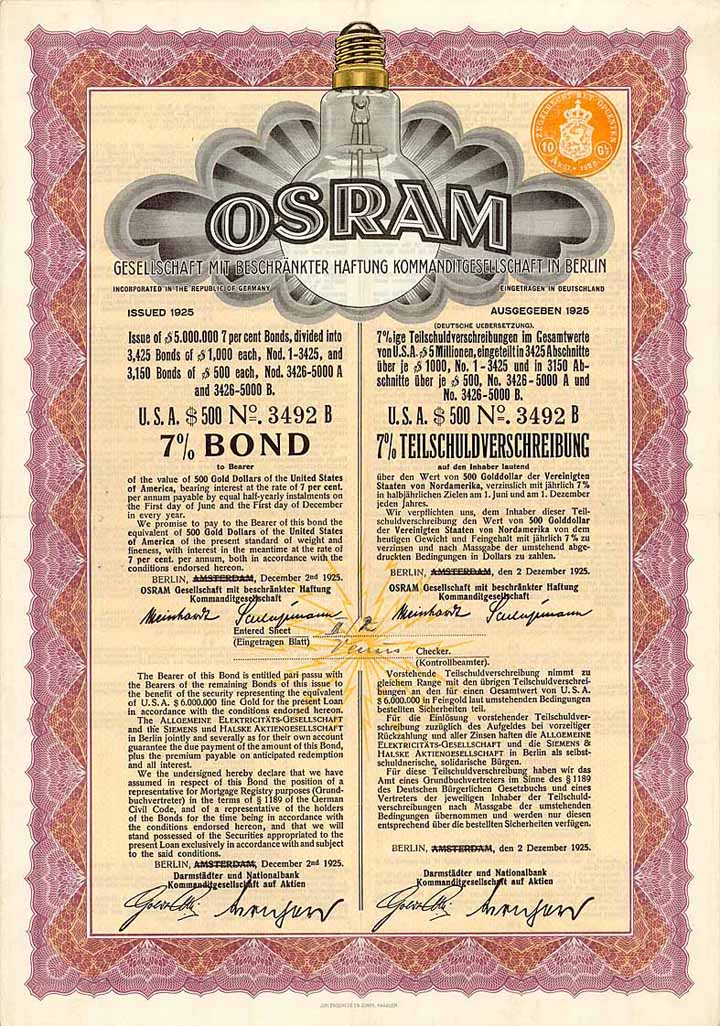 OSRAM
GESELLSCHAFT MIT BESCHRÄNKTER HAFTUNG KOMMANDITGESELLSCHAFT IN BERLIN
INCORPORATED IN THE REPUBLIC OF GERMANY
EINGETRAGEN IN DEUTSCHLAND
10 Gl.
ISSUED 1925
Issue of $ 5.000.000 7 per cent Bonds, divided into
3,425 Bonds of $ 1,000 each, Nod. 1-3425, and
3,150 Bonds of $ 500 each, Nod. 3426-5000 A
and 3426-5000 B.
U.S.A. $ 500 No. 3492 B
7% BOND
to Bearer
of the value of 500 Gold Dollars of the United States
of America, bearing interest at the rate of 7 per cent.
per annum payable by equal half-yearly instalments on
the First day of June and the First day of December
in every year.
We promise to pay to the Bearer of this bond the
equivalent of 500 Gold Dollars of the United States
of America of the present standard of weight and
fineness, with interest in the meantime at the rate of
7 per cent. per annum, both in accordance with the
conditions endorsed hereon.
BERLIN, AMSTERDAM, December 2nd 1925.
OSRAM Gesellschaft mit beschränkter Haftung
Kommanditgesellschaft
Meinhardt
AUSGEGEBEN 1925
(DEUTSCHE UEBERSETZUNG).
7%ige Teilschuldverschreibungen im Gesamtwerte
von U.S.A. $ 5 Millionen, eingeteilt in 3425 Abschnitte
über je $ 1000, No. 1-3425 und in 3150 Ab-
schnitte über je $ 500, No. 3426-5000 A und
No. 3426-5000 B.
U.S.A. $ 500 No. 3492 B
7% TEILSCHULDVERSCHREIBUNG
auf den Inhaber lautend
über den Wert von 500 Golddollar der Vereinigten
Staaten von Nordamerika, verzinslich mit jährlich 7%
in halbjährlichen Zielen am 1. Juni und am 1. Dezember
jeden Jahres.
Wir verpflichten uns, dem Inhaber dieser Teil-
schuldverschreibung den Wert von 500 Golddollar
der Vereinigten Staaten von Nordamerika von dem
heutigen Gewicht und Feingehalt mit jährlich 7% zu
verzinsen und nach Massgabe der umstehend abge-
druckten Bedingungen in Dollars zu zahlen.
BERLIN, AMSTERDAM, den 2 Dezember 1925.
OSRAM Gesellschaft mit beschränkter Haftung
Kommanditgesellschaft
Meinhardt
Entered Sheet
(Eingetragen Blatt)
Checker.
(Kontrollbeamter).
The Bearer of this Bond is entitled pari passu with
the Bearers of the remaining Bonds of this issue to
the benefit of the security representing the equivalent
of U.S.A. $ 6.000.000 fine Gold for the present Loan
in accordance with the conditions endorsed hereon.
The ALLGEMEINE ELEKTRICITÄTS-GESELLSCHAFT
and the SIEMENS und HALSKE AKTIENGESELLSCHAFT
in Berlin jointly and severally as for their own account
guarantee the due payment of the amount of this Bond,
plus the premium payable on anticipated redemption
and all interest.
We the undersigned hereby declare that we have
assumed in respect of this Bond the position of a
representative for Mortgage Registry purposes (Grund-
buchvertreter) in the terms of § 1189 of the German
Civil Code, and of a representative of the holders
of the Bonds for the time being in accordance with
the conditions endorsed hereon, and that we will
stand possessed of the Securities appropriated to the
present Loan exclusively in accordance with and subject
to the said conditions.
BERLIN, AMSTERDAM, December 2nd 1925.
Darmstädter und Nationalbank
Kommanditgesellschaft auf Aktien
Vorstehende Teilschuldverschreibung nimmt zu
gleichem Range mit den übrigen Teilschuldverschrei-
bungen an den für einen Gesamtwert von U.S.A.
$ 6.000.000 in Feingold laut umstehenden Bedingungen
bestellten Sicherheiten teil.
Für die Einlösung vorstehender Teilschuldver-
schreibung zuzüglich des Aufgeldes bei vorzeitiger
Rückzahlung und aller Zinsen haften die ALLGEMEINE
ELEKTRICITÄTS-GESELLSCHAFT und die SIEMENS &
HALSKE AKTIENGESELLSCHAFT in Berlin als selbst-
schuldnerische, solidarische Bürgen.
Für diese Teilschuldverschreibung haben wir das
Amt eines Grundbuchvertreters im Sinne des § 1189
des Deutschen Bürgerlichen Gesetzbuchs und eines
Vertreters der jeweiligen Inhaber der Teilschuld-
verschreibungen nach Massgabe der umstehenden
Bedingungen übernommen und werden nur diesen
entsprechend über die bestellten Sicherheiten verfügen.
BERLIN, AMSTERDAM, den 2 Dezember 1925.
Darmstädter und Nationalbank
Kommanditgesellschaft auf Aktien